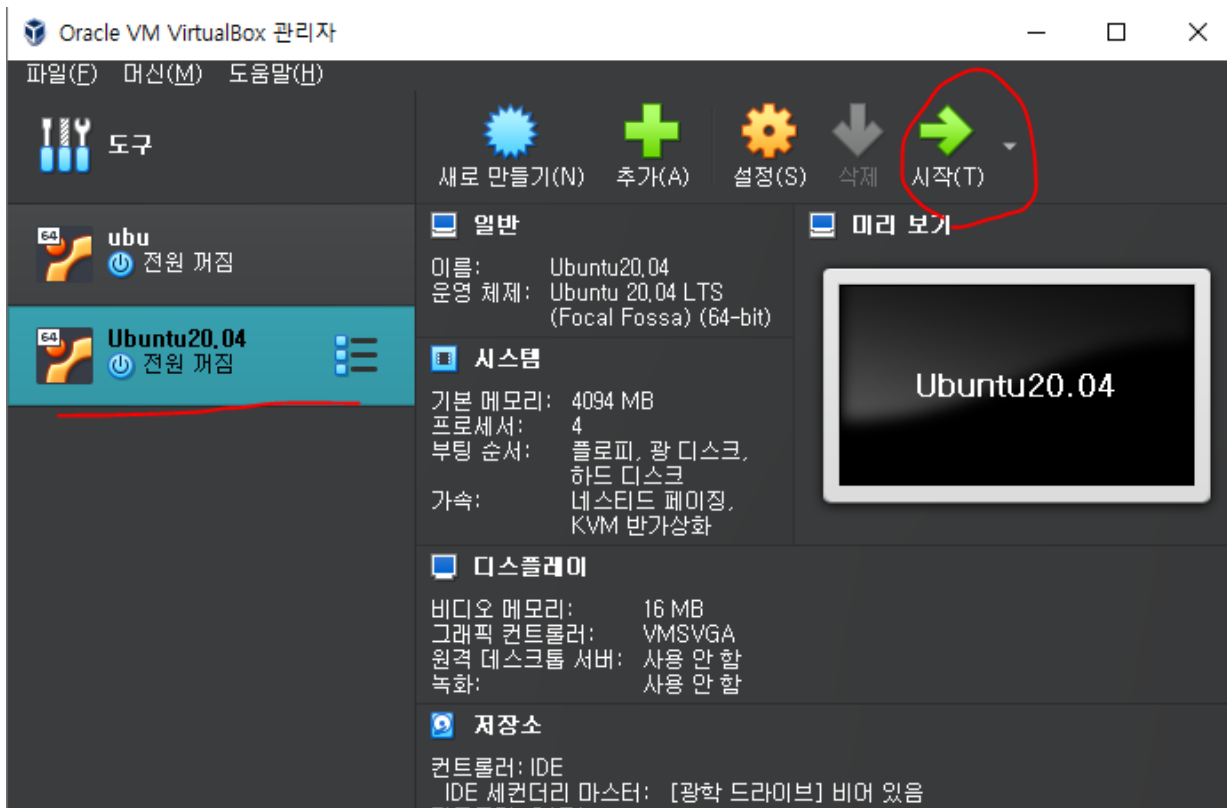 Oracle VM VirtualBox 관리자
파일(F) 머신(M) 도움말(H)
도구
새로 만들기(N) 추가(A) 설정(S) 삭제 시작(T)
64 ubu
전원 꺼짐
64 Ubuntu20,04
전원 꺼짐
일반
이름: Ubuntu20,04
운영 체제: Ubuntu 20,04 LTS
(Focal Fossa) (64-bit)
시스템
기본 메모리: 4094 MB
프로세서: 4
부팅 순서: 플로피, 광 디스크,
하드 디스크
가속: 네스티드 페이징,
KVM 반가상화
미리 보기
Ubuntu20.04
디스플레이
비디오 메모리: 16 MB
그래픽 컨트롤러: VMSVGA
원격 데스크톱 서버: 사용 안 함
녹화: 사용 안 함
저장소
컨트롤러: IDE
IDE 세컨더리 마스터: [광학 드라이브] 비어 있음